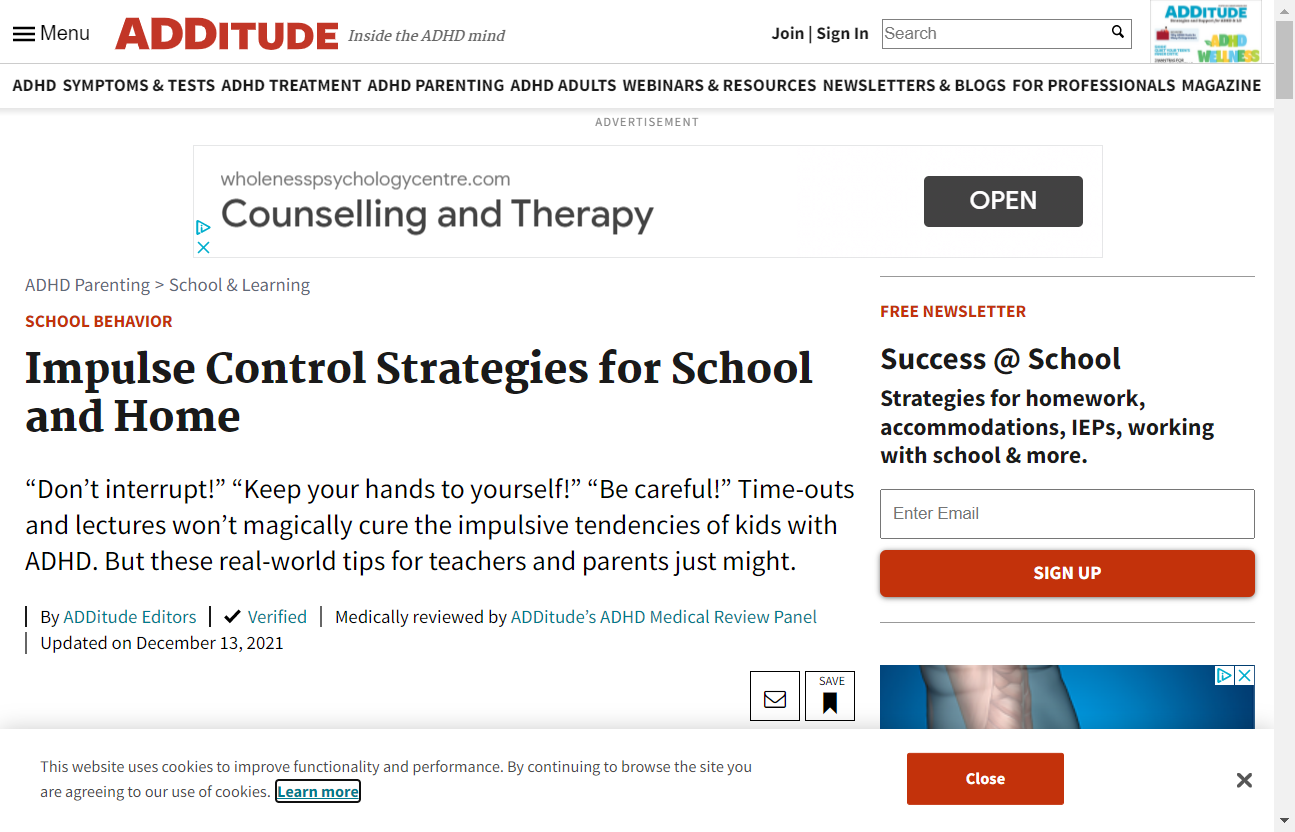 Menu
ADDITUDE
Inside the ADHD mind
Join | Sign In
Search
ADDITUDE
ADHD
WELLNESS
ADHD SYMPTOMS & TESTS ADHD TREATMENT ADHD PARENTING ADHD ADULTS WEBINARS & RESOURCES NEWSLETTERS & BLOGS FOR PROFESSIONALS MAGAZINE
ADVERTISEMENT
wholenesspsychologycentre.com
Counselling and Therapy
OPEN
ADHD Parenting > School & Learning
SCHOOL BEHAVIOR
Impulse Control Strategies for School
and Home
“Don’t interrupt!” “Keep your hands to yourself!” “Be careful!” Time-outs
and lectures won’t magically cure the impulsive tendencies of kids with
ADHD. But these real-world tips for teachers and parents just might.
By ADDitude Editors | Verified | Medically reviewed by ADDitude’s ADHD Medical Review Panel
Updated on December 13, 2021
SAVE
FREE NEWSLETTER
Success @ School
Strategies for homework,
accommodations, IEPs, working
with school & more.
Enter Email
SIGN UP
This website uses cookies to improve functionality and performance. By continuing to browse the site you
are agreeing to our use of cookies. Learn more
Close